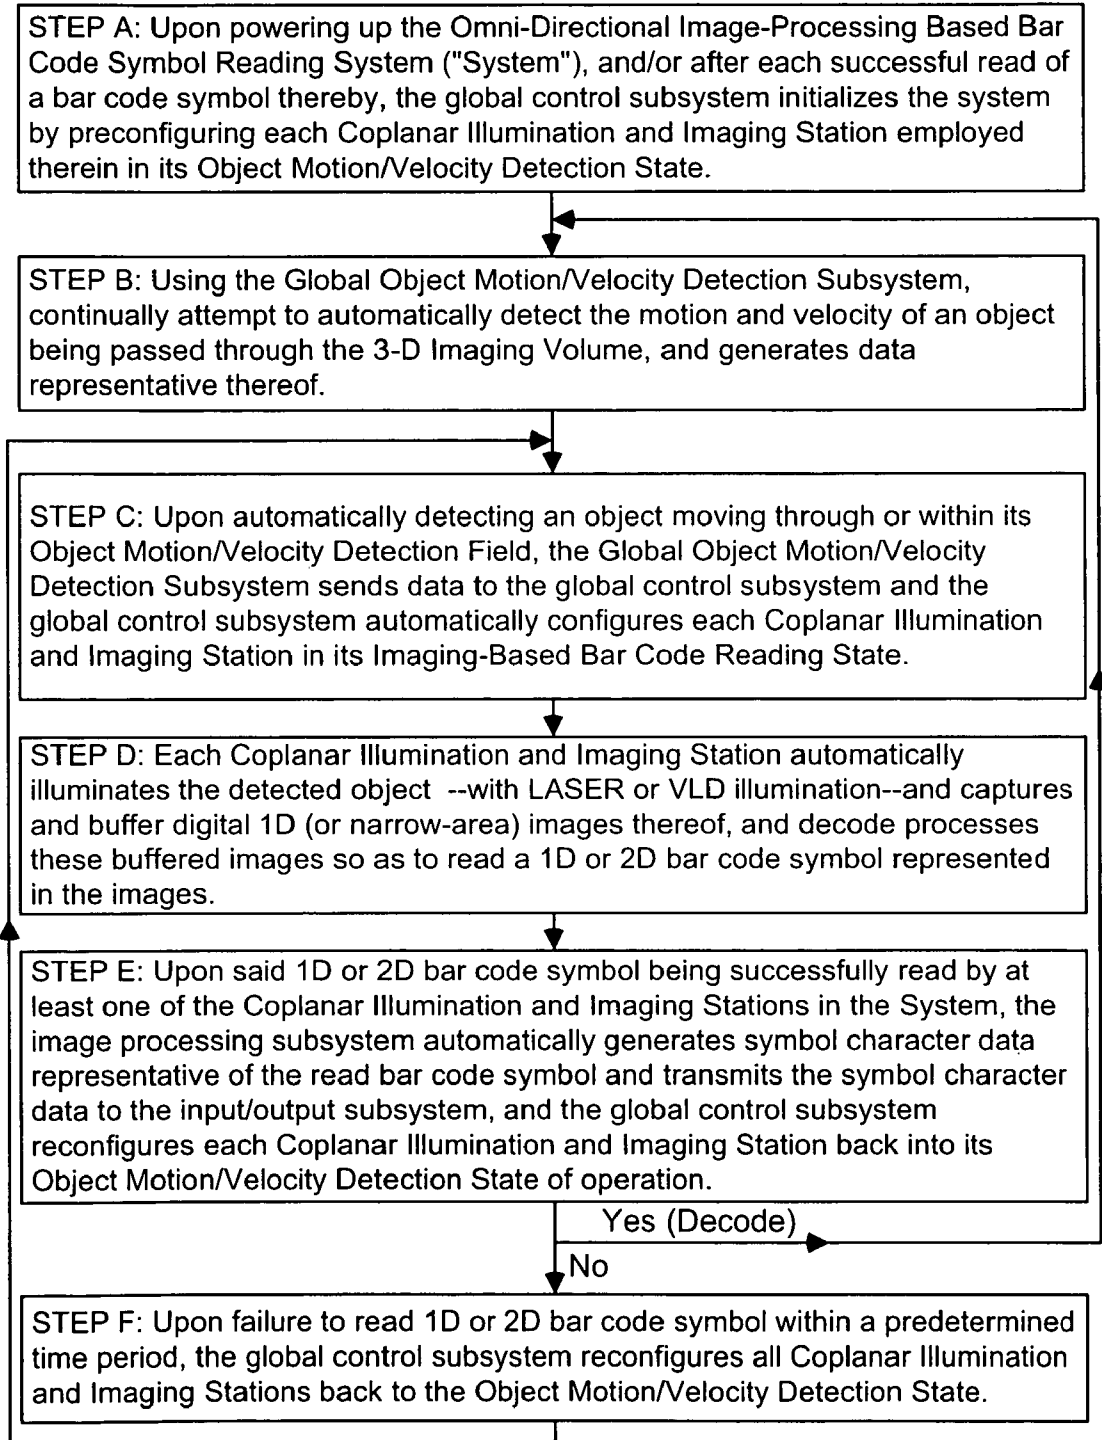 STEP A: Upon powering up the Omni-Directional Image-Processing Based Bar
Code Symbol Reading System ("System"), and/or after each successful read of
a bar code symbol thereby, the global control subsystem initializes the system
by preconfiguring each Coplanar Illumination and Imaging Station employed
therein in its Object Motion/Velocity Detection State.
STEP B: Using the Global Object Motion/Velocity Detection Subsystem,
continually attempt to automatically detect the motion and velocity of an object
being passed through the 3-D Imaging Volume, and generates data
representative thereof.
STEP C: Upon automatically detecting an object moving through or within its
Object Motion/Velocity Detection Field, the Global Object Motion/Velocity
Detection Subsystem sends data to the global control subsystem and the
global control subsystem automatically configures each Coplanar Illumination
and Imaging Station in its Imaging-Based Bar Code Reading State.
STEP D: Each Coplanar Illumination and Imaging Station automatically
illuminates the detected object --with LASER or VLD illumination--and captures
and buffer digital 1D (or narrow-area) images thereof, and decode processes
these buffered images so as to read a 1D or 2D bar code symbol represented
in the images.
STEP E: Upon said 1D or 2D bar code symbol being successfully read by at
least one of the Coplanar Illumination and Imaging Stations in the System, the
image processing subsystem automatically generates symbol character data
representative of the read bar code symbol and transmits the symbol character
data to the input/output subsystem, and the global control subsystem
reconfigures each Coplanar Illumination and Imaging Station back into its
Object Motion/Velocity Detection State of operation.
Yes (Decode)
No
STEP F: Upon failure to read 1D or 2D bar code symbol within a predetermined
time period, the global control subsystem reconfigures all Coplanar Illumination
and Imaging Stations back to the Object Motion/Velocity Detection State.